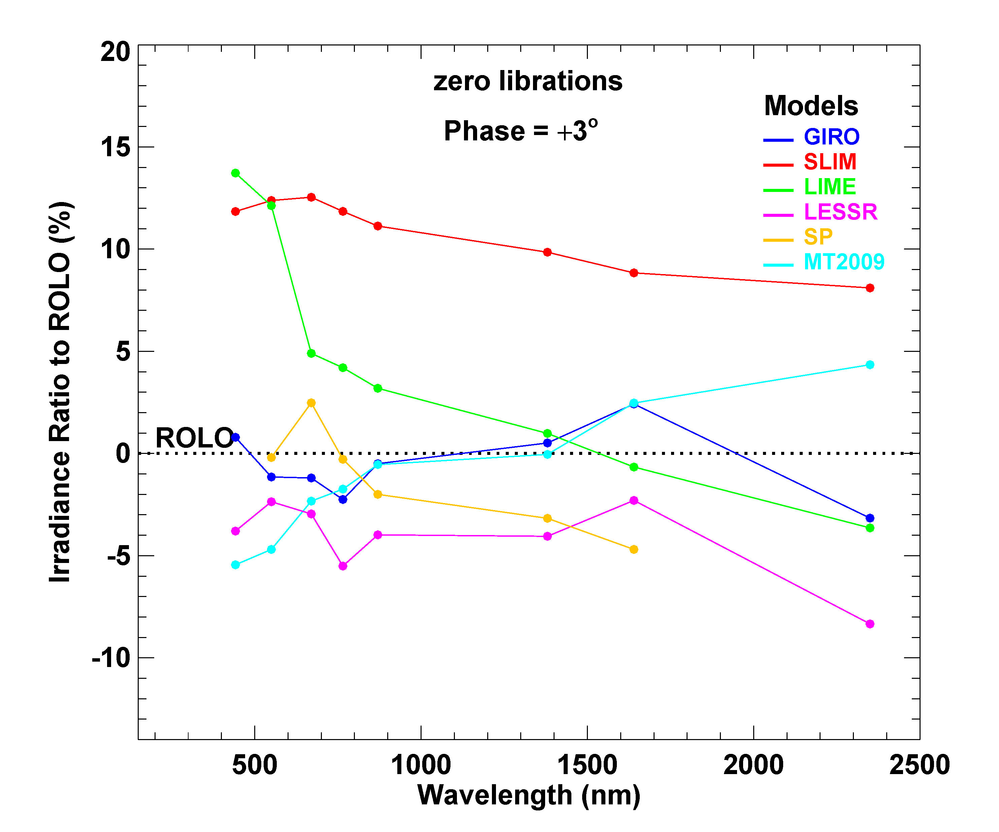 20
15
10
5
0
-5
-10
Irradiance Ratio to ROLO (%)
zero librations
Phase = +3°
Models
GIRO
SLIM
LIME
LESSR
SP
MT2009
ROLO
500 1000 1500 2000 2500
Wavelength (nm)